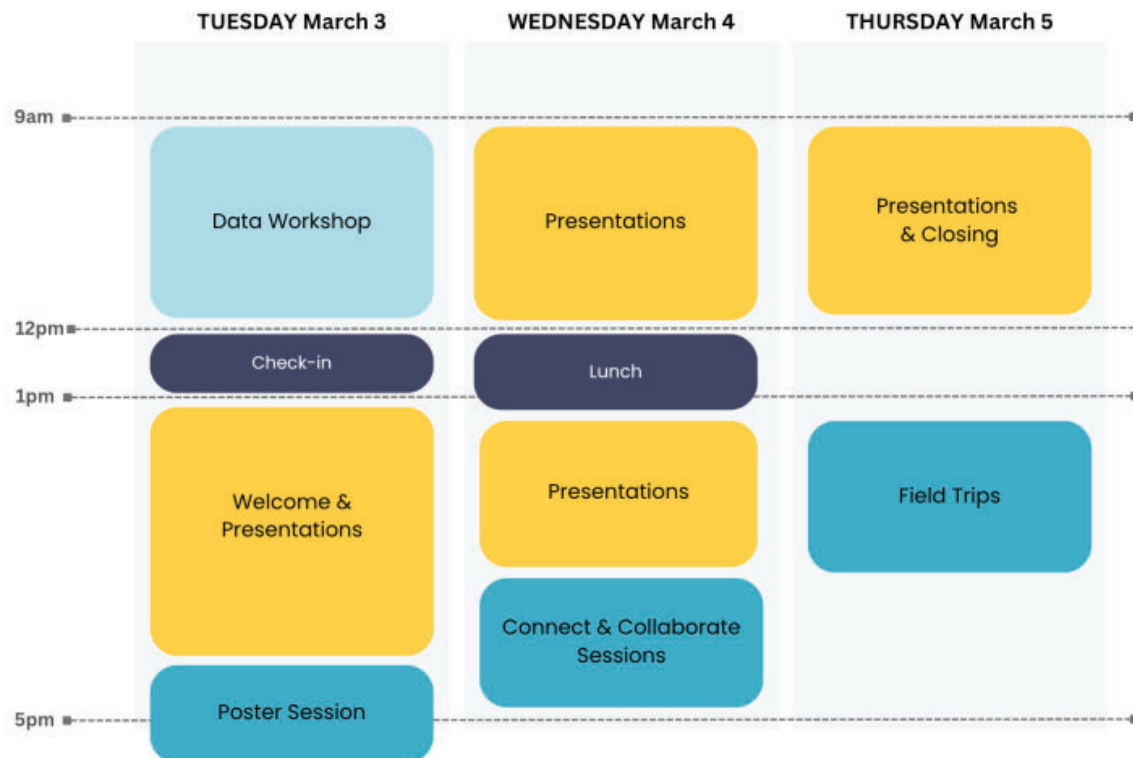 TUESDAY March 3
WEDNESDAY March 4
THURSDAY March 5
9am
Data Workshop
Presentations
Presentations
& Closing
12pm
Check-in
Lunch
1pm
Welcome &
Presentations
Presentations
Field Trips
Connect & Collaborate
Sessions
Poster Session
5pm